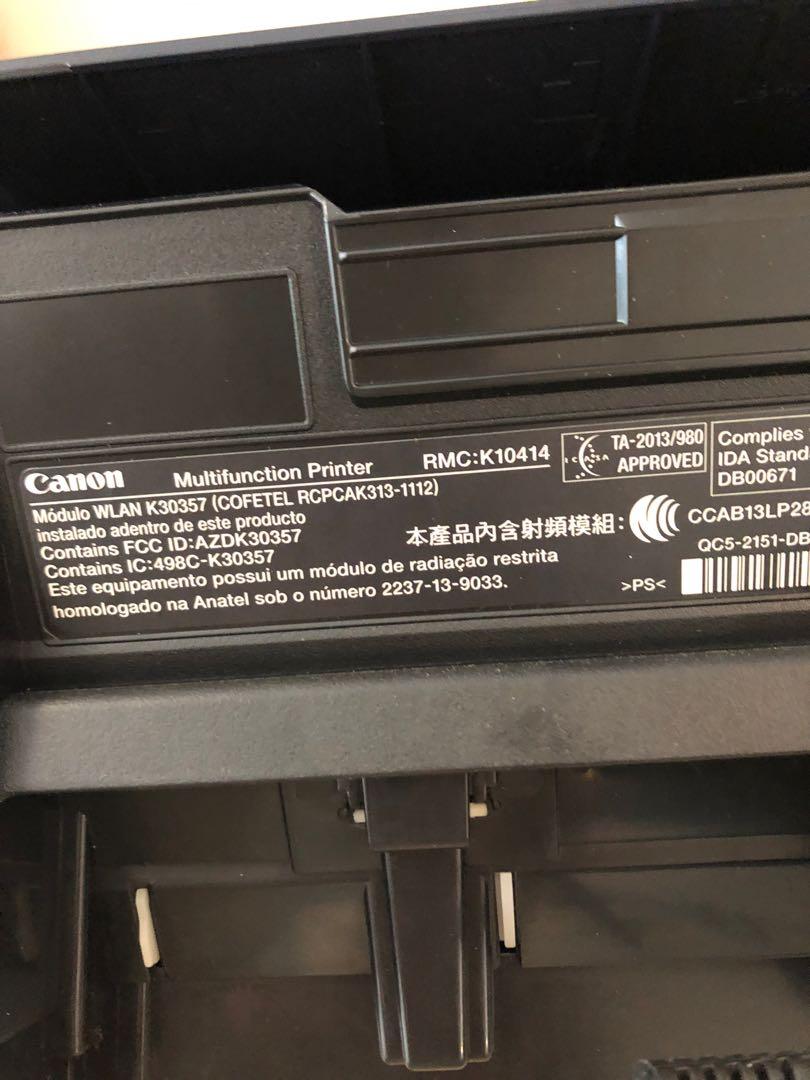 Canon Multifunction Printer RMC:K10414
Módulo WLAN K30357 (COFETEL RCPCAK313-1112)
instalado adentro de este producto
Contains FCC ID:AZDK30357
Contains IC:498C-K30357
Este equipamento possui um módulo de radiação restrita
homologado na Anatel sob o número 2237-13-9033.
ICASA
TA-2013/980
APPROVED
Complies
IDA Stand
DB00671
本產品內含射頻模組:
CCAB13LP28
QC5-2151-DB
>PS<